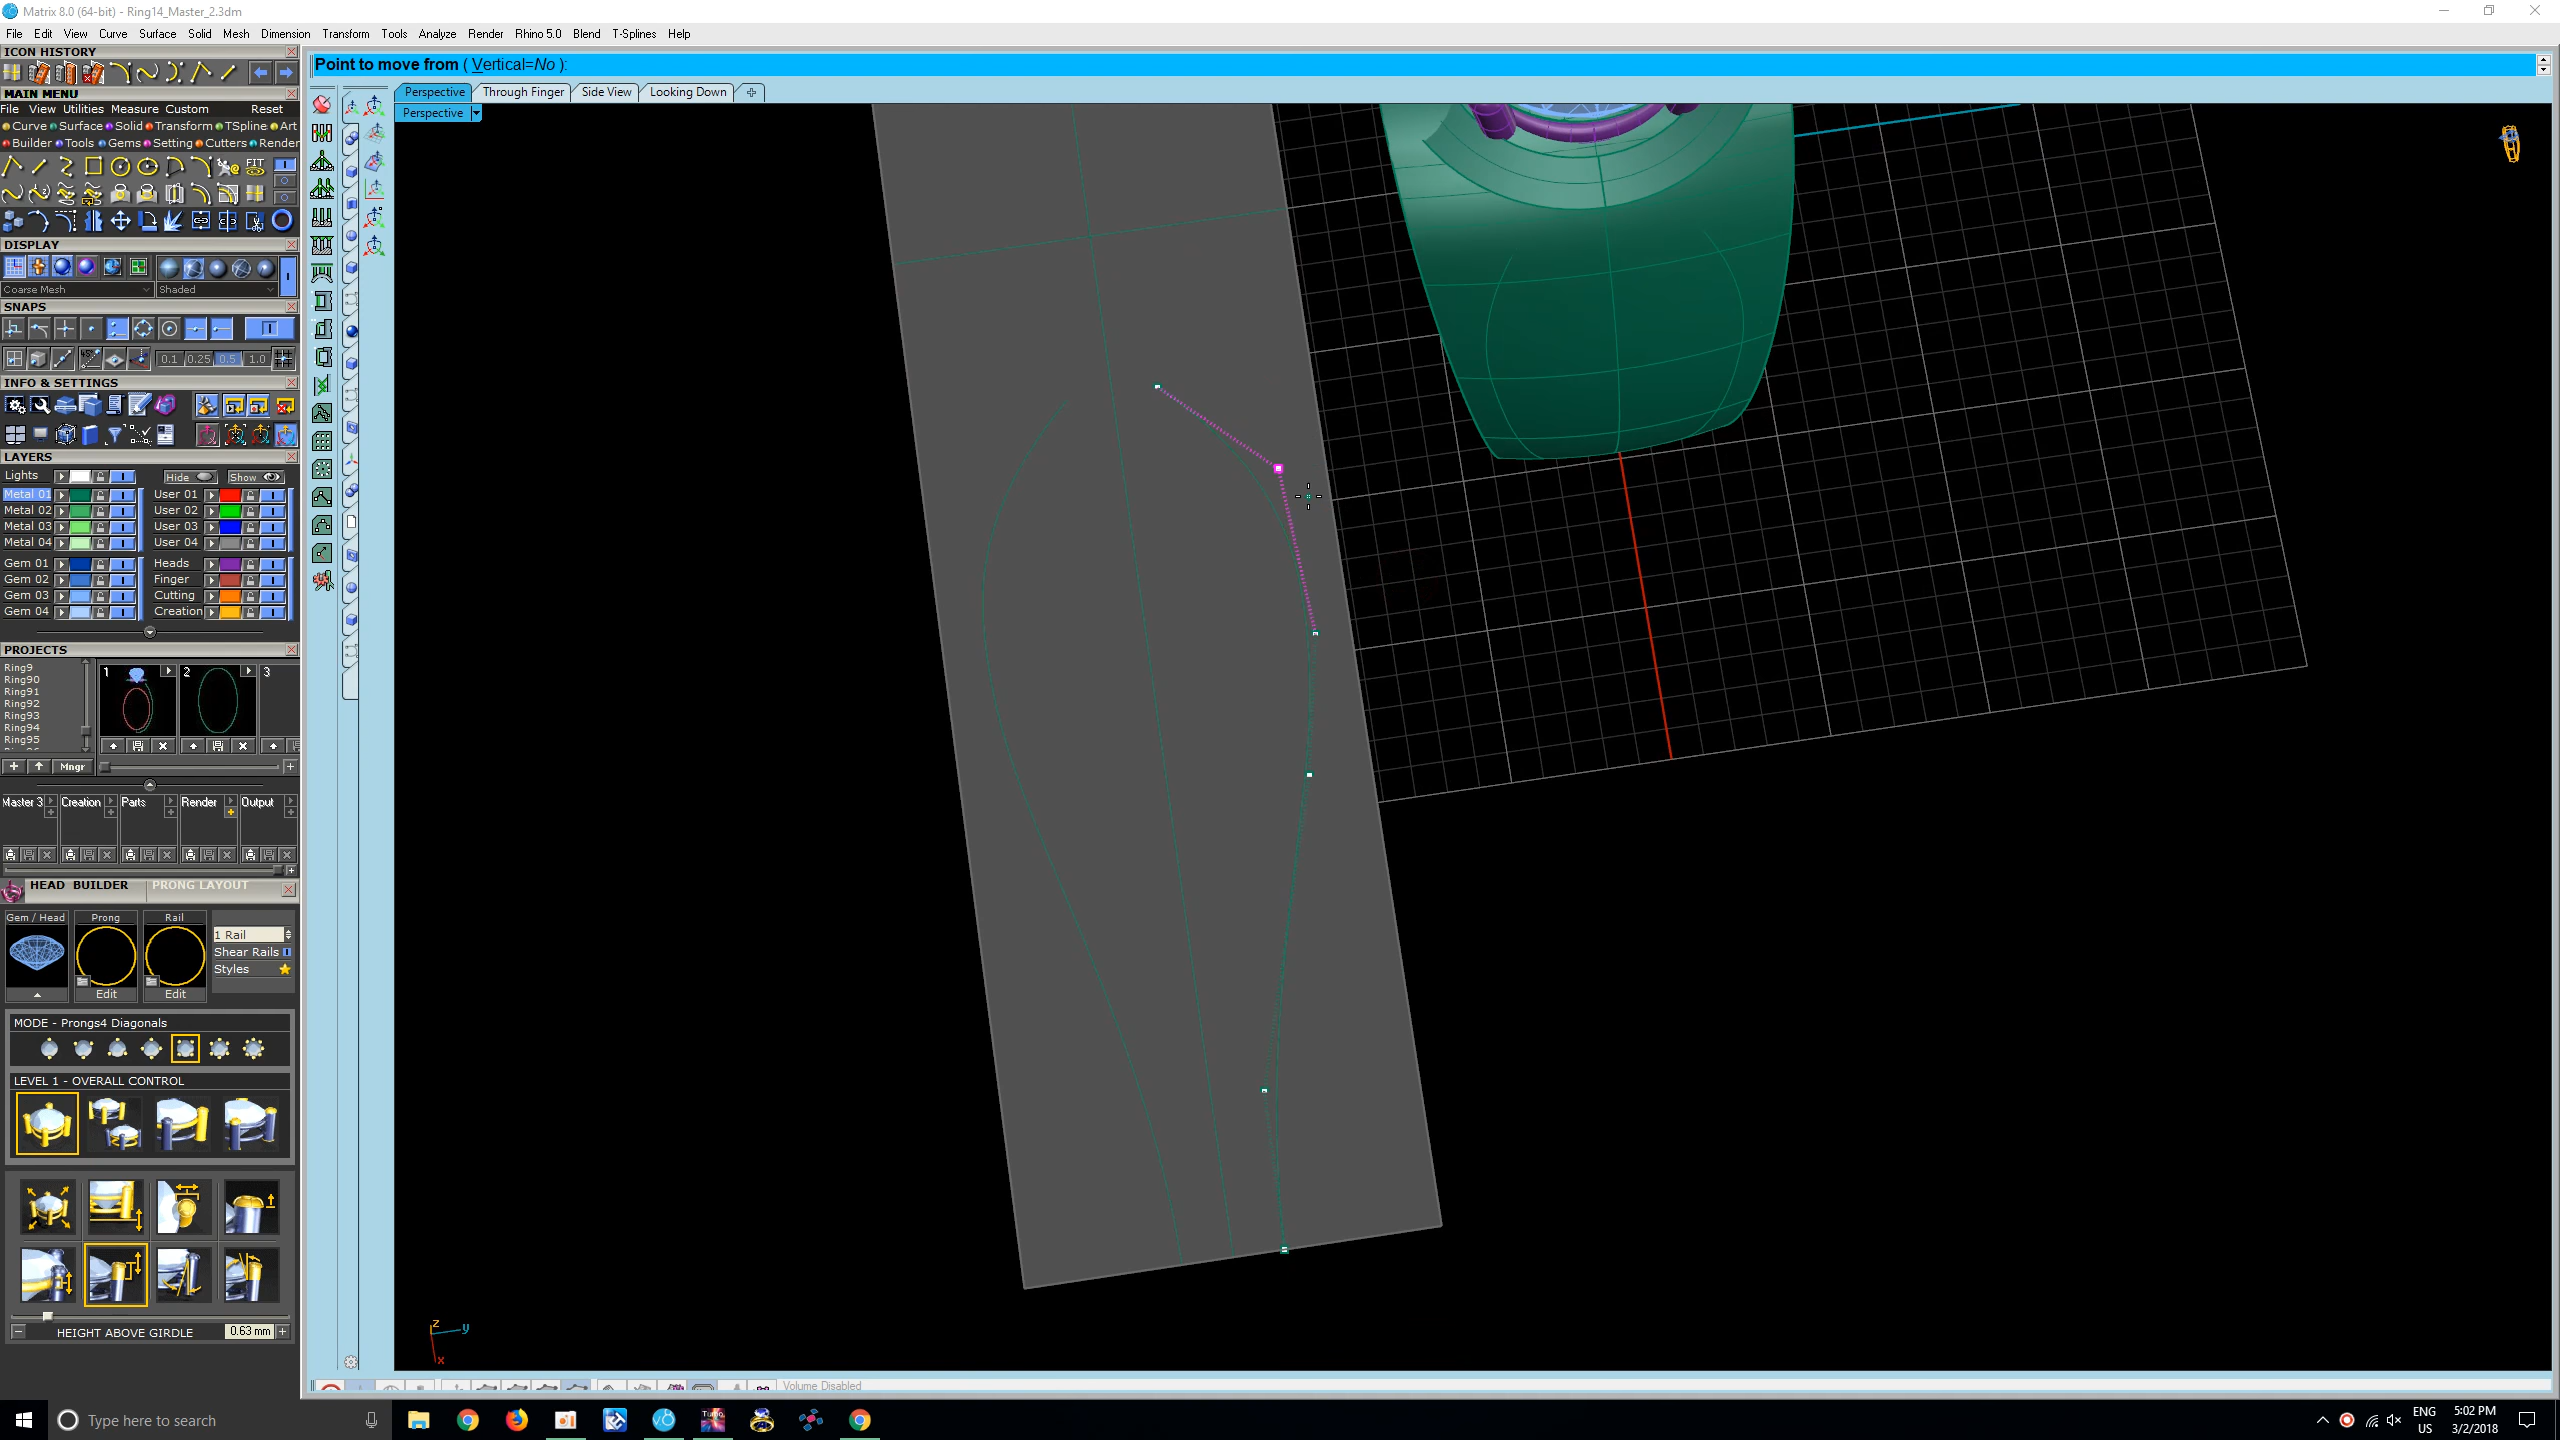 Matrix 8.0 (64-bit) - Ring14_Master_2.3dm
File Edit View Curve Surface Solid Mesh Dimension Transform Tools Analyze Render Rhino 5.0 Blend T-Splines Help
ICON HISTORY
Point to move from ( Vertical=No ):
Perspective Through Finger Side View Looking Down
Perspective
MAIN MENU
File View Utilities Measure Custom Reset
Curve Surface Solid Transform TSpline Art
Builder Tools Gems Setting Cutters Render
FIT
DISPLAY
Coarse Mesh Shaded
SNAPS
0.1 0.25 0.5 1.0
INFO & SETTINGS
LAYERS
Lights Hide Show
Metal 01 User 01
Metal 02 User 02
Metal 03 User 03
Metal 04 User 04
Gem 01 Heads
Gem 02 Finger
Gem 03 Cutting
Gem 04 Creation
PROJECTS
Ring9
Ring90
Ring91
Ring92
Ring93
Ring94
Ring95
1 2 3
Mngr
Master 3 Creation Parts Render Output
HEAD BUILDER PRONG LAYOUT
Gem / Head Prong Rail
1 Rail
Shear Rails
Styles
Edit Edit
MODE - Prongs4 Diagonals
LEVEL 1 - OVERALL CONTROL
HEIGHT ABOVE GIRDLE 0.63 mm
z
y
x
Volume Disabled
Type here to search
ENG
US
5:02 PM
3/2/2018